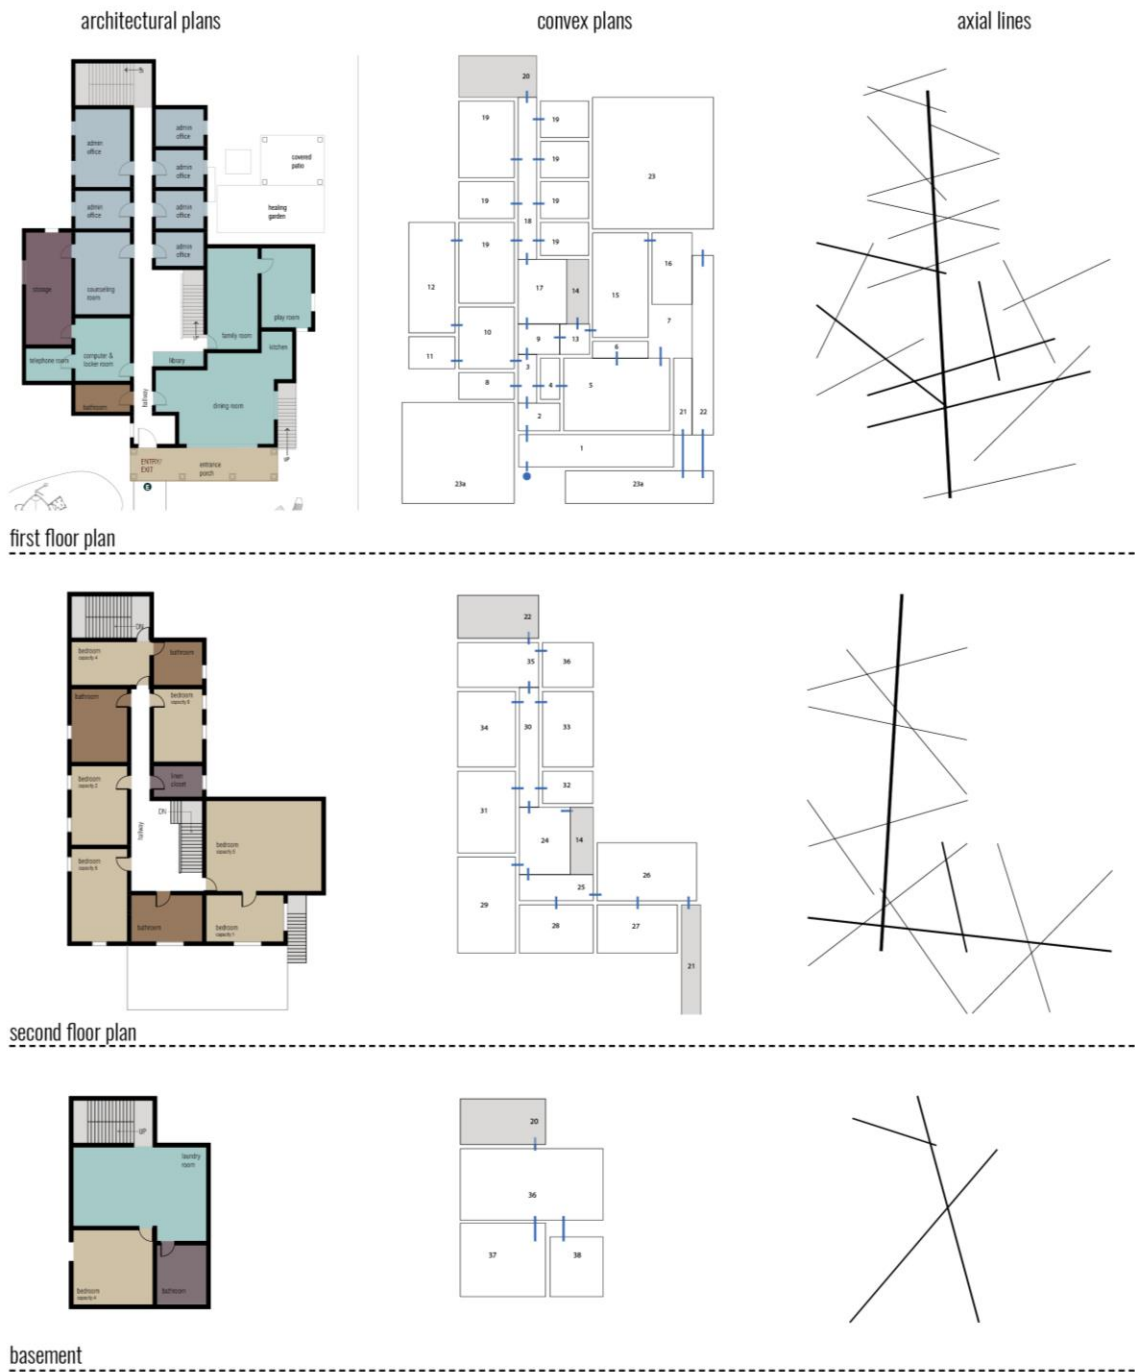 architectural plans
convex plans
axial lines
admin
office
admin
office
admin
office
admin
office
admin
office
admin
office
covered
patio
healing
garden
storage
counseling
room
family room
play room
kitchen
UP
telephone room
computer &
locker room
library
bathroom
hallway
dining room
UP
ENTRY/
EXIT
entrance
porch
E
20
19
19
19
23
19
19
18
19
19
12
17
14
15
16
7
10
9
13
11
3
6
8
4
5
2
21
22
1
23a
23a
first floor plan
DN
bedroom
capacity:4
bathroom
bathroom
bedroom
bedroom
linen
closet
DN
hallway
bedroom
bedroom
bathroom
bedroom
22
35
36
34
30
33
31
32
24
14
26
25
29
28
27
21
second floor plan
UP
laundry
room
bedroom
capacity:4
bathroom
20
36
37
38
basement